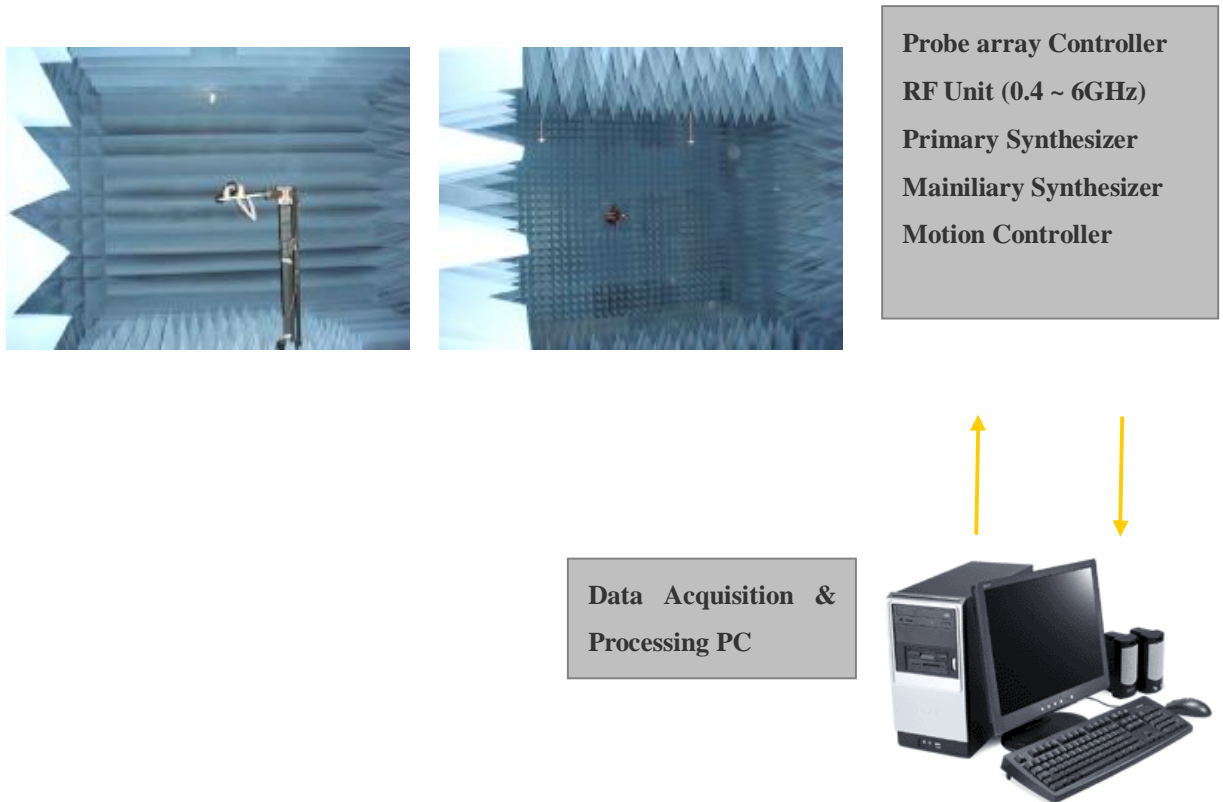 Probe array Controller
RF Unit (0.4 ~ 6GHz)
Primary Synthesizer
Mainiliary Synthesizer
Motion Controller
Data Acquisition &
Processing PC